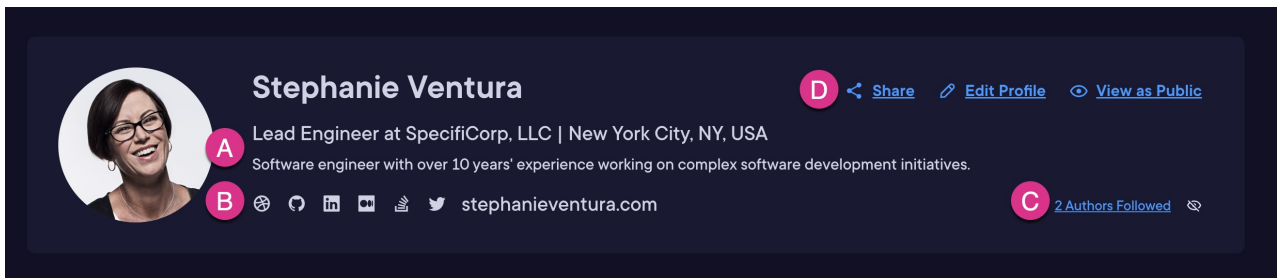 Stephanie Ventura
D Share Edit Profile View as Public
Lead Engineer at SpecifiCorp, LLC | New York City, NY, USA
A
Software engineer with over 10 years' experience working on complex software development initiatives.
B in stephanieventura.com
C 2 Authors Followed